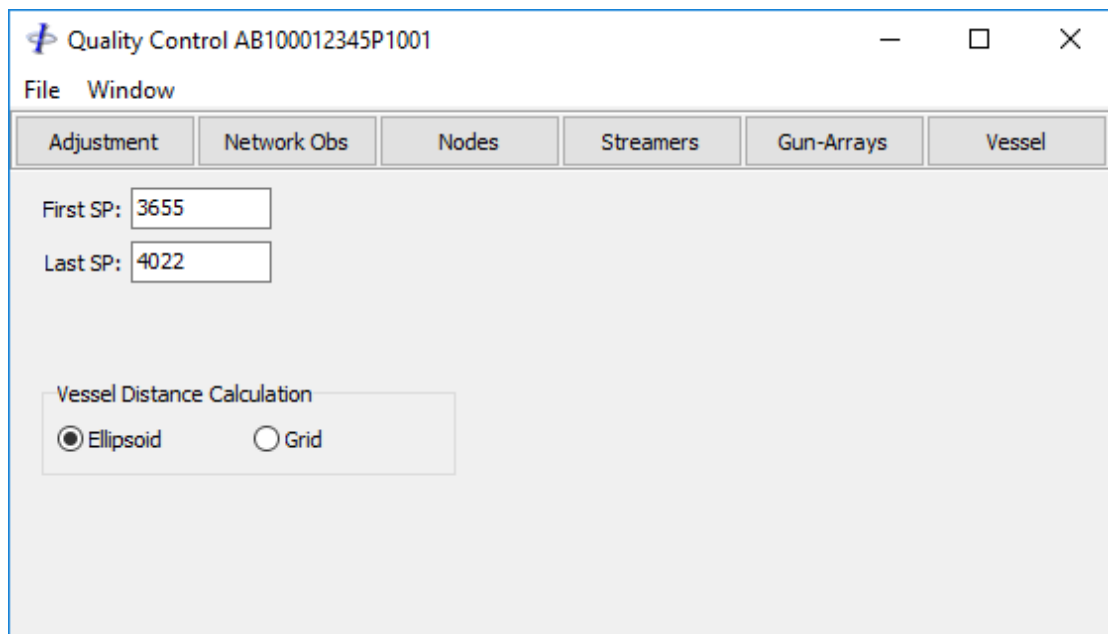 Quality Control AB100012345P1001
File Window
Adjustment Network Obs Nodes Streamers Gun-Arrays Vessel
First SP: 3655
Last SP: 4022
Vessel Distance Calculation
Ellipsoid Grid